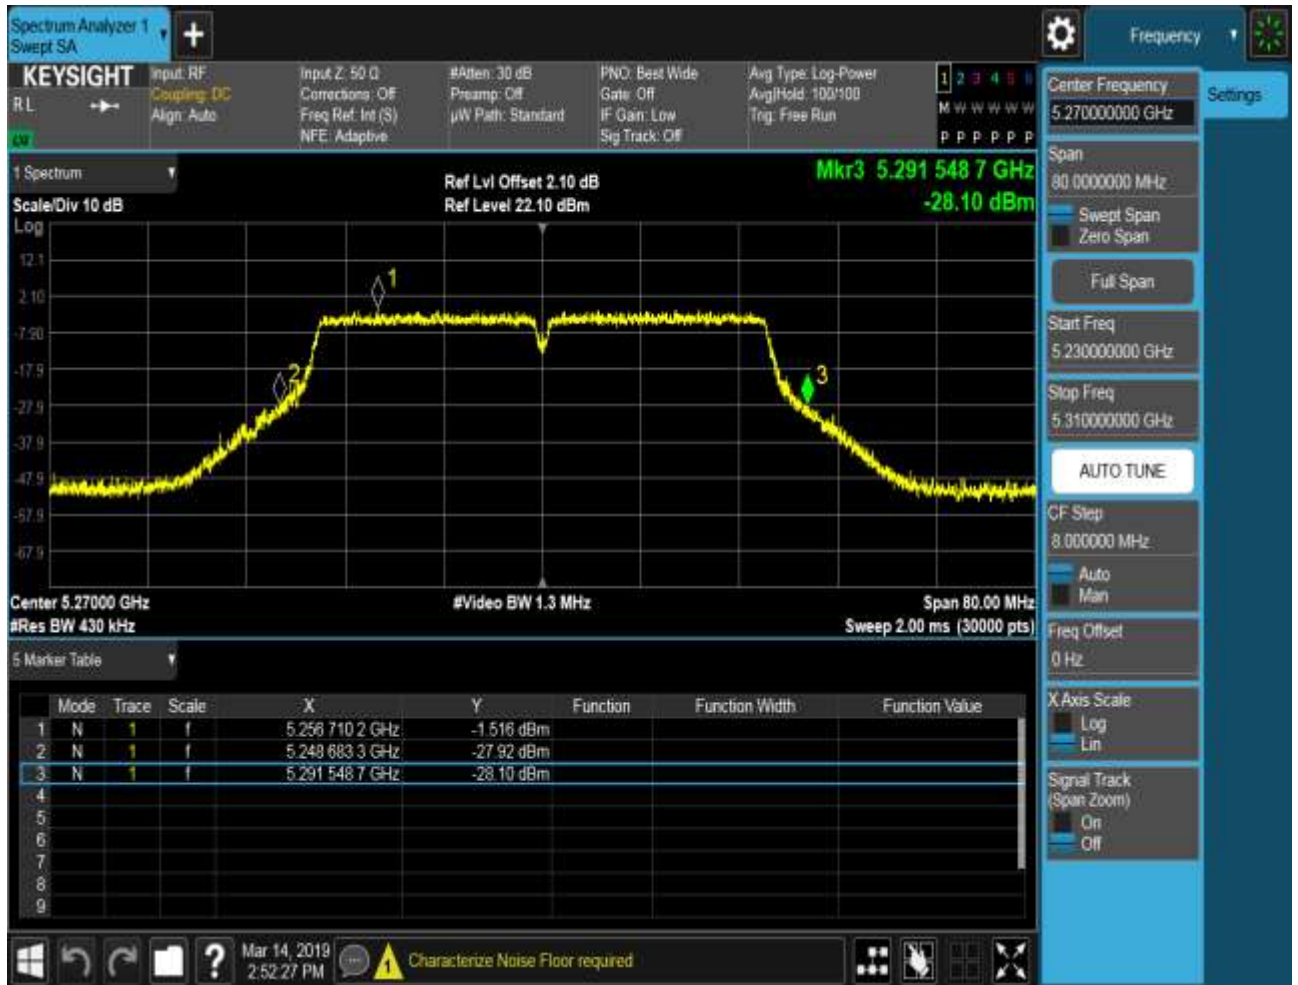 Spectrum Analyzer 1
Swept SA
+
Frequency
KEYSIGHT
RL
Input: RF
Coupling: DC
Align: Auto
Input Z: 50 Ω
Corrections: Off
Freq Ref: Int (S)
NFE: Adaptive
#Atten: 30 dB
Preamp: Off
µW Path: Standard
PNO: Best Wide
Gate: Off
IF Gain: Low
Sig Track: Off
Avg Type: Log-Power
Avg|Hold: 100/100
Trig: Free Run
1 2 3 4 5 6
M W W W W W
P P P P P P
1 Spectrum
Scale/Div 10 dB
Ref Lvl Offset 2.10 dB
Ref Level 22.10 dBm
Mkr3 5.291 548 7 GHz
-28.10 dBm
Log
12.1
2.10
-7.90
-17.9
-27.9
-37.9
-47.9
-57.9
-67.9
1
2
3
Center 5.27000 GHz
#Video BW 1.3 MHz
Span 80.00 MHz
#Res BW 430 kHz
Sweep 2.00 ms (30000 pts)
5 Marker Table
Mode Trace Scale X Y Function Function Width Function Value
1 N 1 f 5.256 710 2 GHz -1.516 dBm
2 N 1 f 5.248 683 3 GHz -27.92 dBm
3 N 1 f 5.291 548 7 GHz -28.10 dBm
4
5
6
7
8
9
?
Mar 14, 2019
2:52:27 PM
1
Characterize Noise Floor required
Center Frequency
5.270000000 GHz
Settings
Span
80.0000000 MHz
Swept Span
Zero Span
Full Span
Start Freq
5.230000000 GHz
Stop Freq
5.310000000 GHz
AUTO TUNE
CF Step
8.000000 MHz
Auto
Man
Freq Offset
0 Hz
X Axis Scale
Log
Lin
Signal Track
(Span Zoom)
On
Off